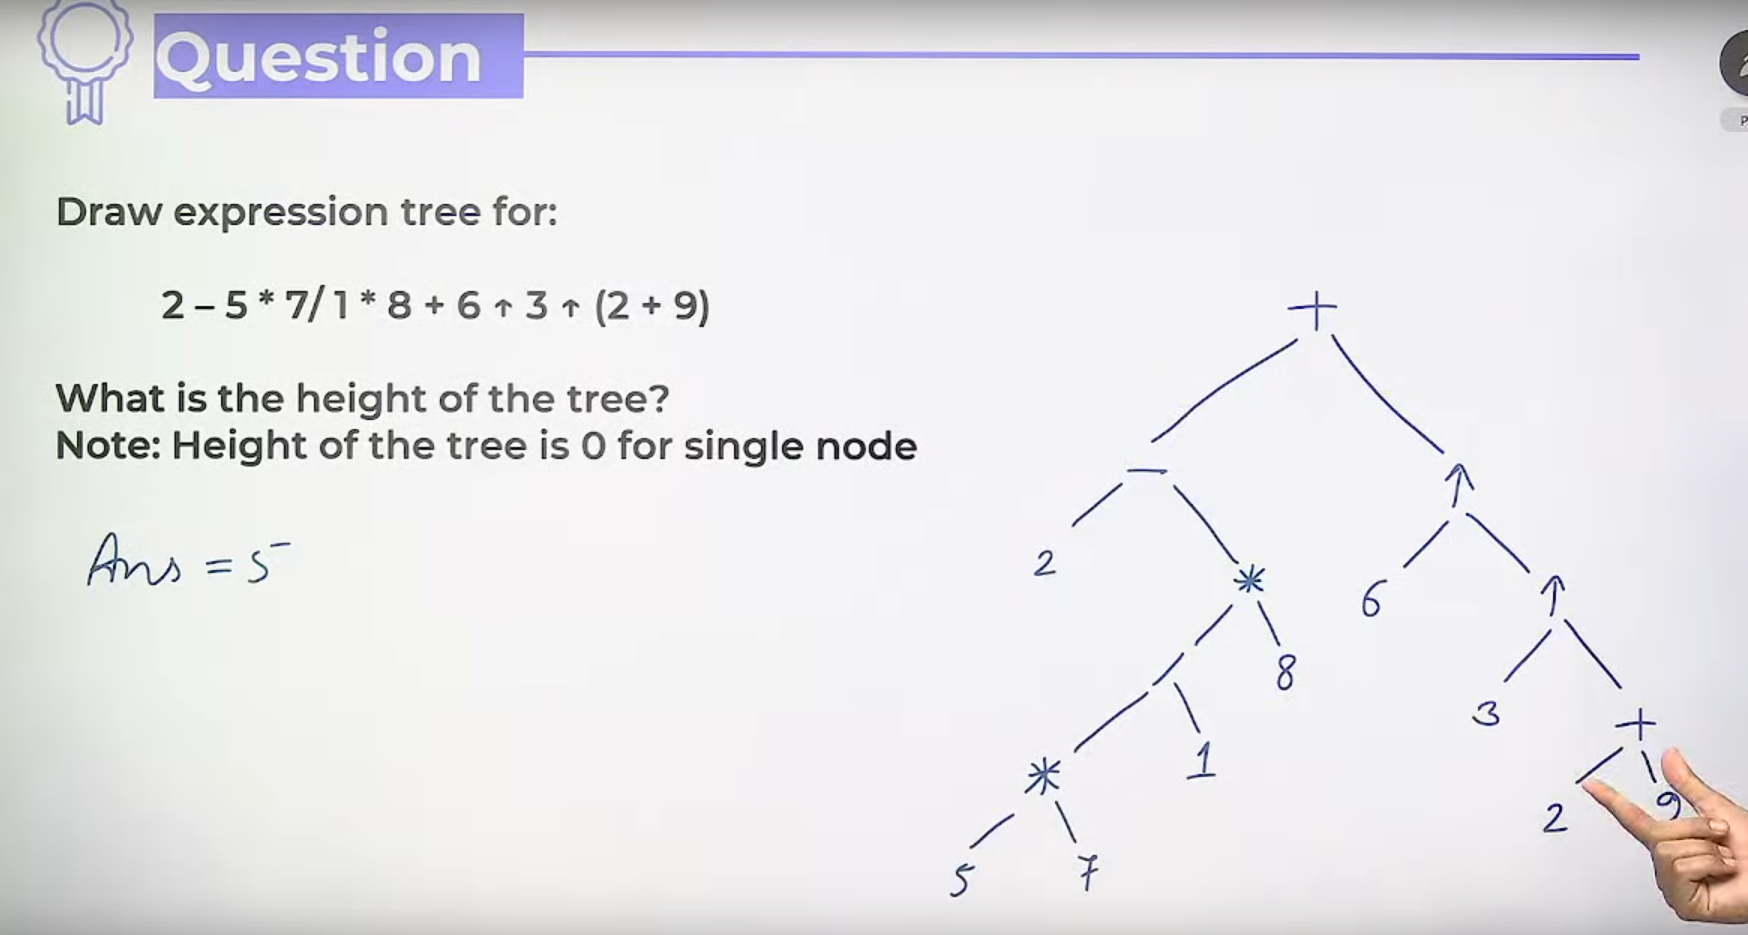 Question
P
Draw expression tree for:
2 – 5 * 7/ 1 * 8 + 6 ↑ 3 ↑ (2 + 9)
What is the height of the tree?
Note: Height of the tree is 0 for single node
Ans = 5
+
–
↑
2
*
6
↑
/
8
3
+
*
1
2
9
5
7